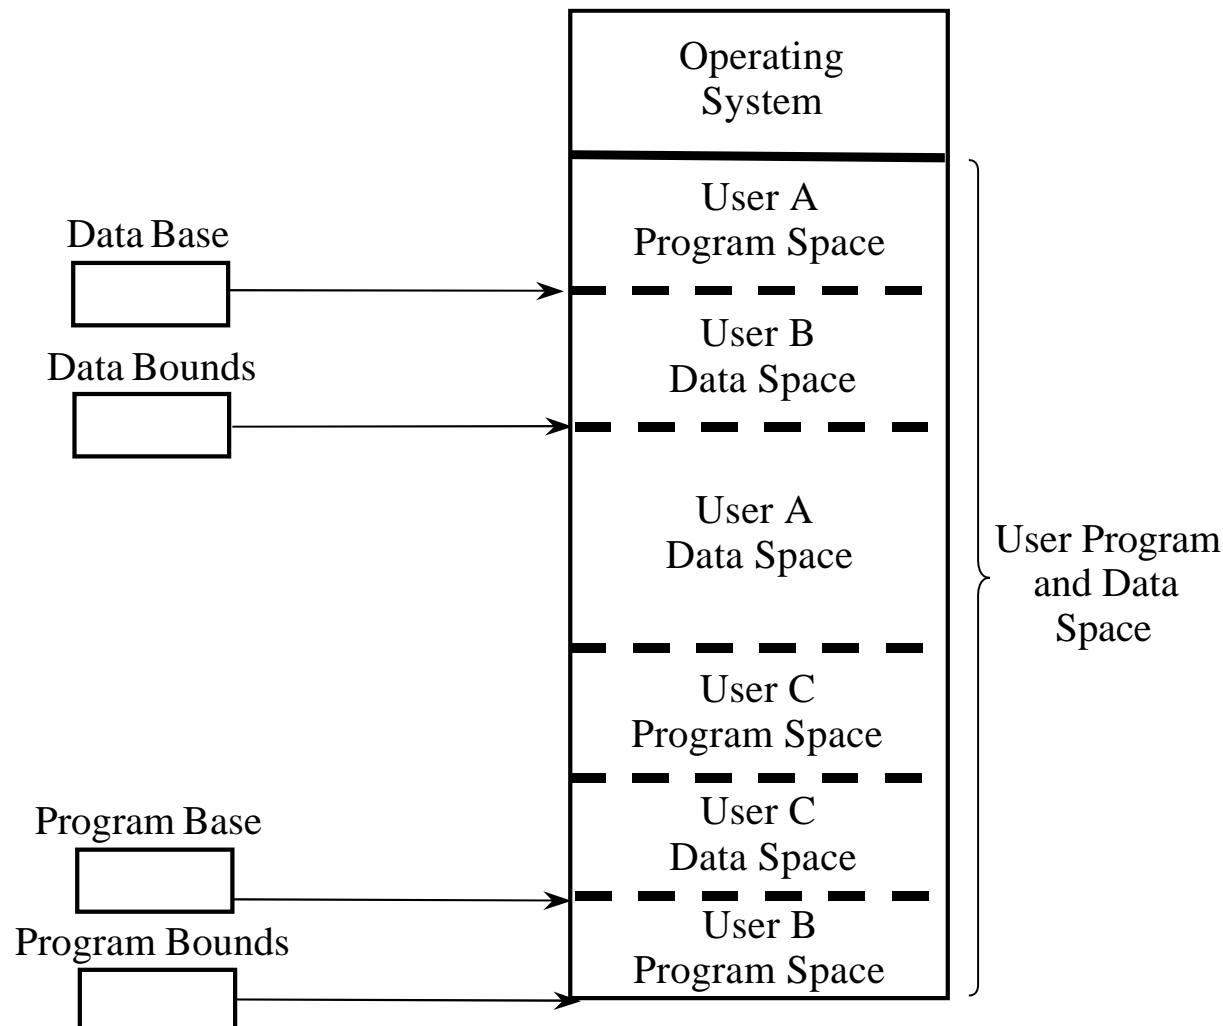 Operating
System
User A
Program Space
Data Base
User B
Data Space
Data Bounds
User A
Data Space
User Program
and Data
Space
User C
Program Space
User C
Data Space
Program Base
User B
Program Space
Program Bounds